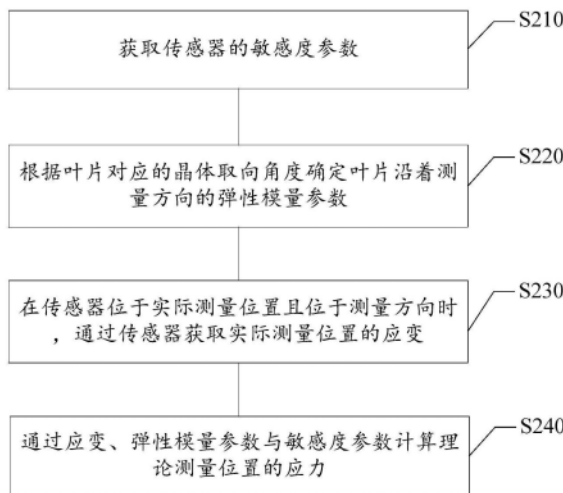 获取传感器的敏感度参数
S210
根据叶片对应的晶体取向角度确定叶片沿着测
量方向的弹性模量参数
S220
在传感器位于实际测量位置且位于测量方向时
，通过传感器获取实际测量位置的应变
S230
通过应变、弹性模量参数与敏感度参数计算理
论测量位置的应力
S240